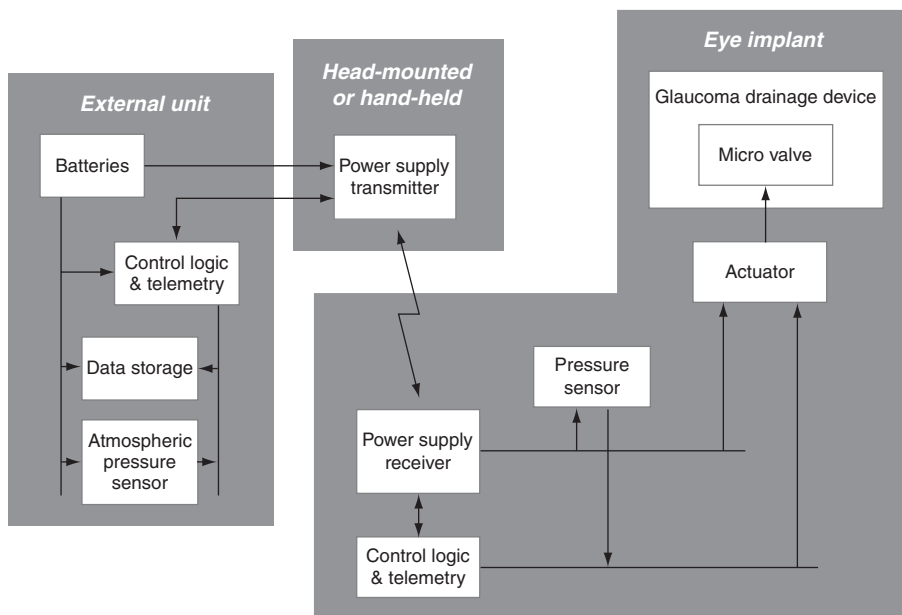 External unit
Batteries
Control logic
& telemetry
Data storage
Atmospheric
pressure
sensor
Head-mounted
or hand-held
Power supply
transmitter
Eye implant
Glaucoma drainage device
Micro valve
Actuator
Pressure
sensor
Power supply
receiver
Control logic
& telemetry